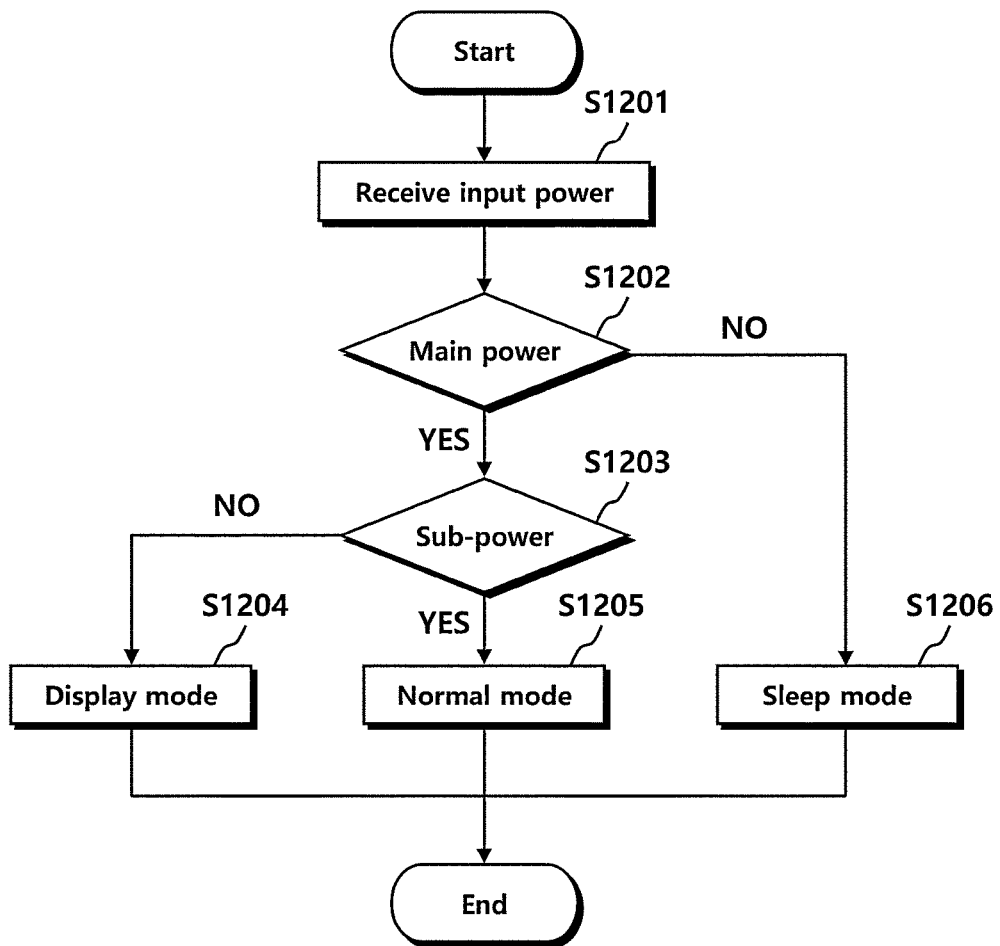 Start
S1201
Receive input power
S1202
Main power
NO
YES
S1203
NO
Sub-power
S1204
YES
S1205
S1206
Display mode
Normal mode
Sleep mode
End